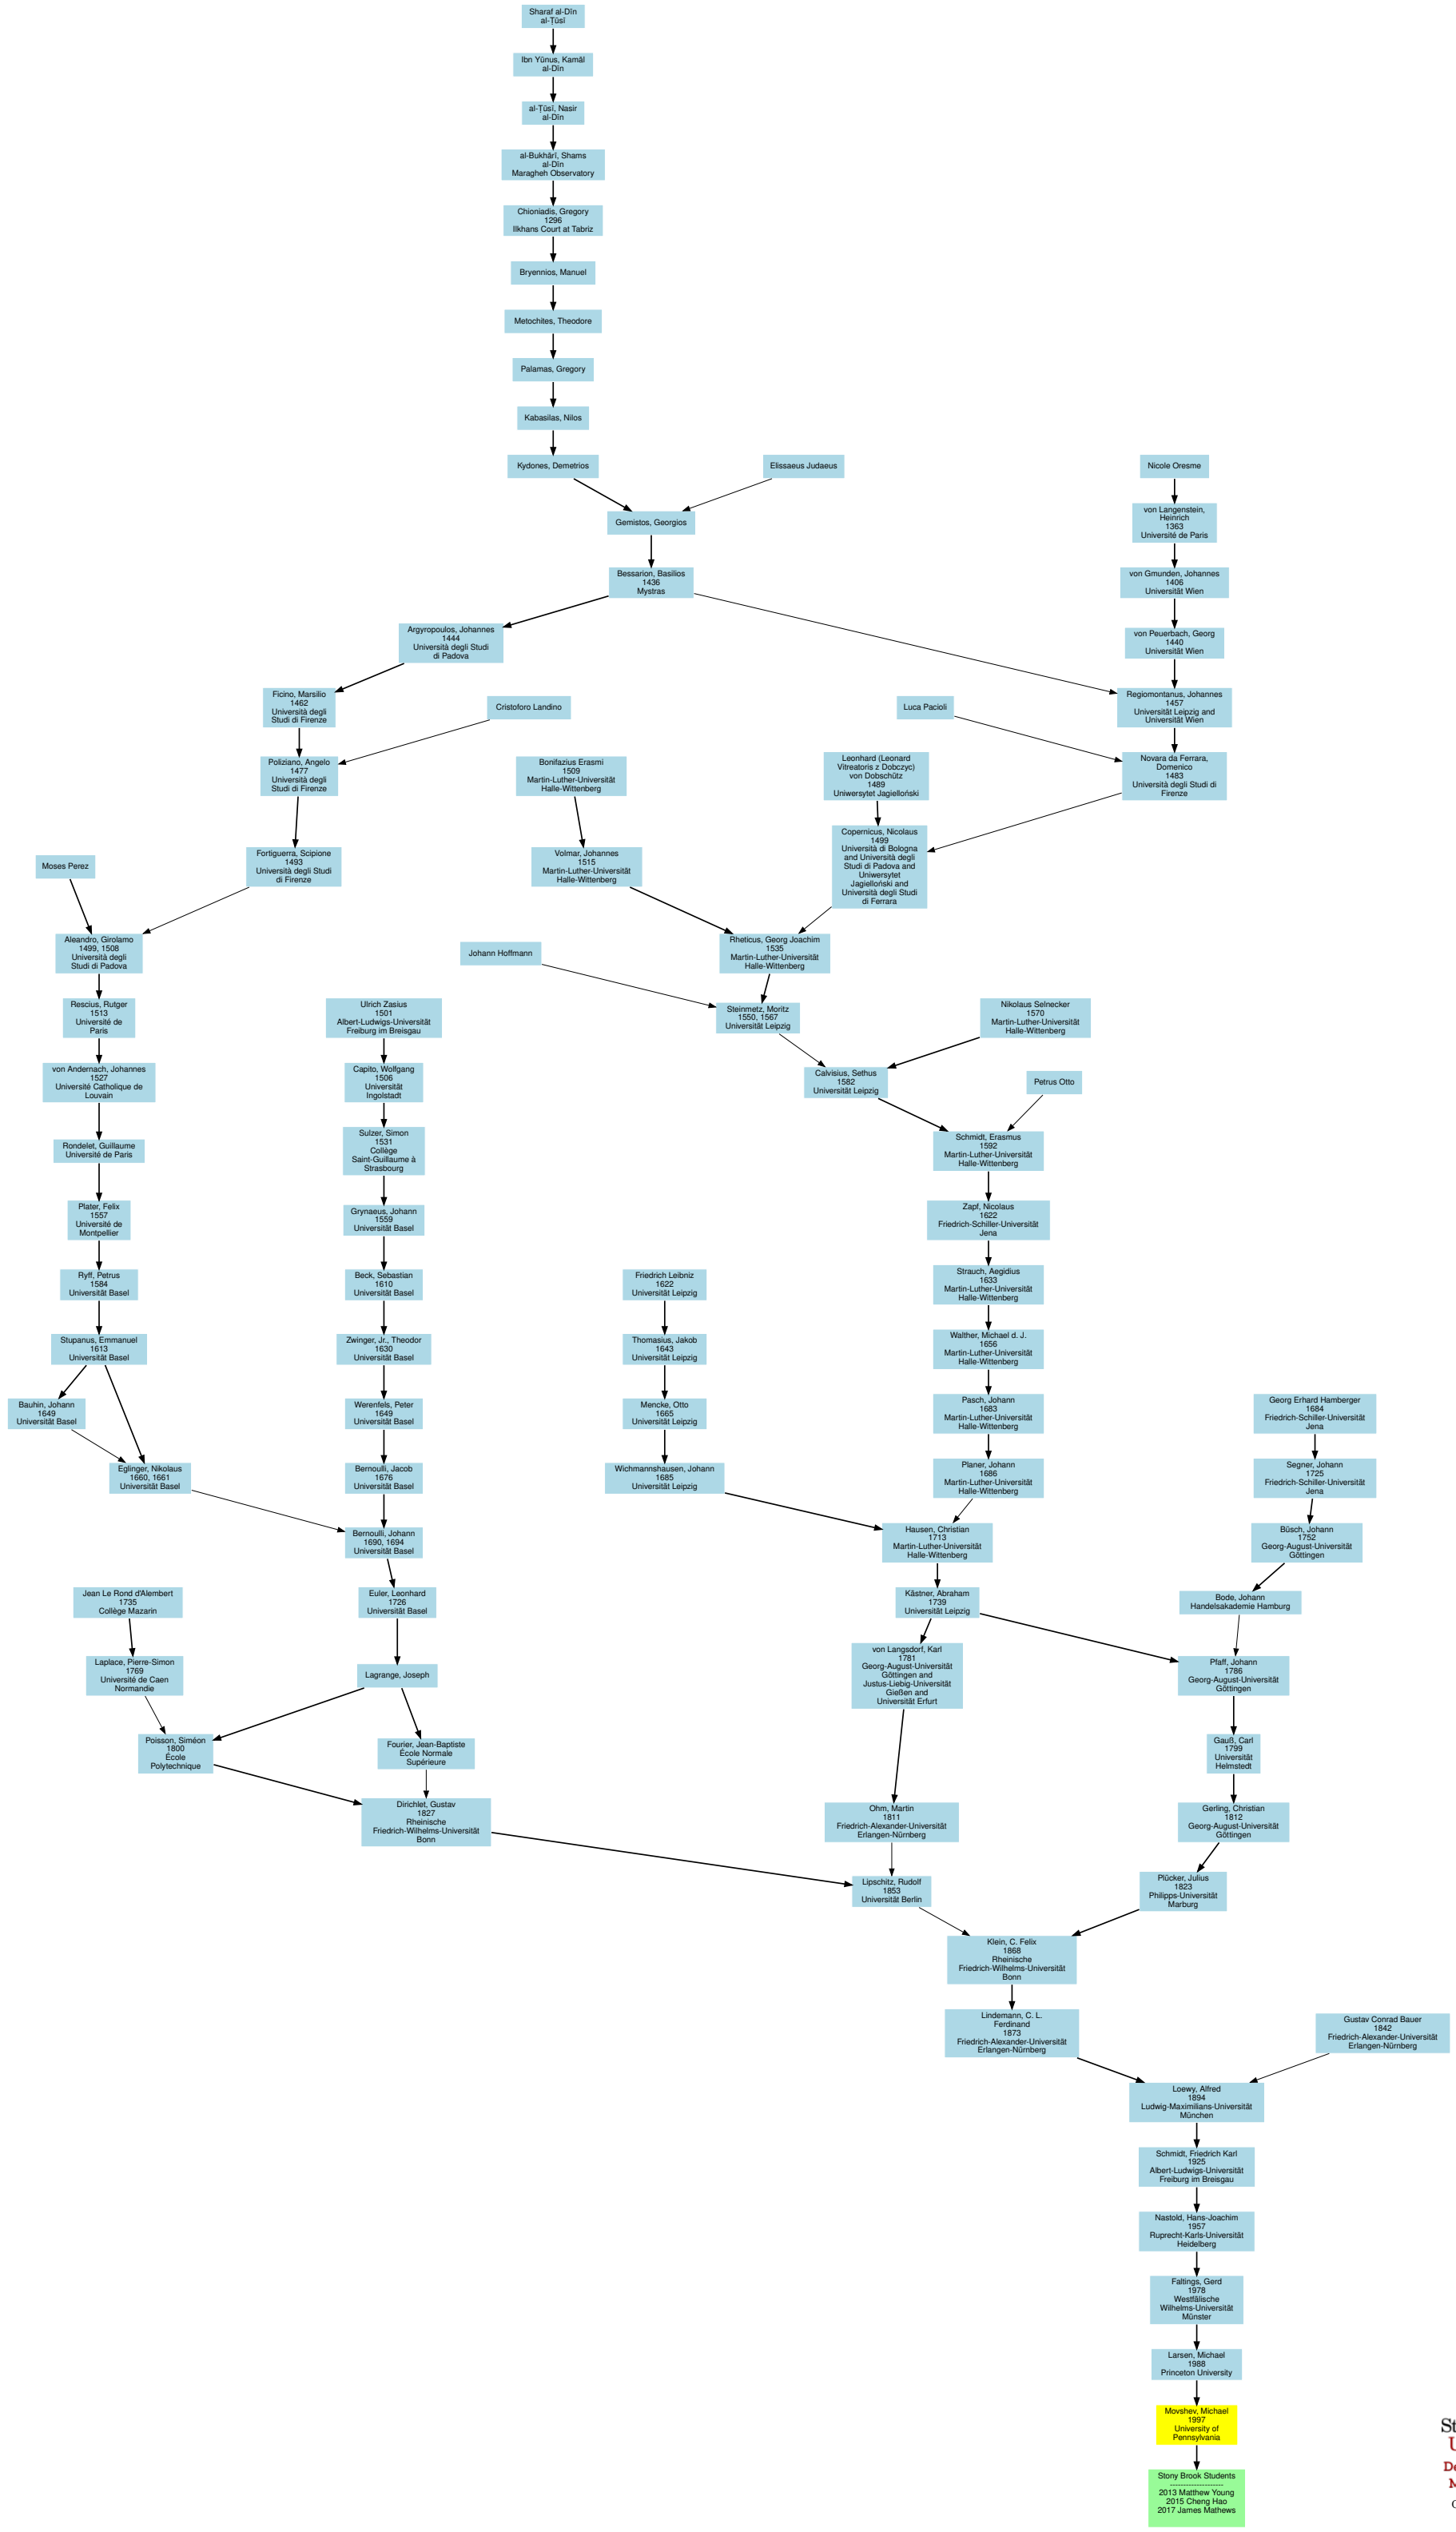 Sharaf al-Dīn
al-Ṭūsī
Ibn Yūnus, Kamāl
al-Dīn
al-Ṭūsī, Nasir
al-Dīn
al-Bukhārī, Shams
al-Dīn
Maragheh Observatory
Chioniadis, Gregory
1296
Ilkhans Court at Tabriz
Bryennios, Manuel
Metochites, Theodore
Palamas, Gregory
Kabasilas, Nilos
Kydones, Demetrios
Elissaeus Judaeus
Nicole Oresme
Gemistos, Georgios
von Langenstein,
Heinrich
1363
Université de Paris
Bessarion, Basilios
1436
Mystras
von Gmunden, Johannes
1406
Universität Wien
Argyropoulos, Johannes
1444
Università degli Studi
di Padova
von Peuerbach, Georg
1440
Universität Wien
Ficino, Marsilio
1462
Università degli
Studi di Firenze
Cristoforo Landino
Luca Pacioli
Regiomontanus, Johannes
1457
Universität Leipzig and
Universität Wien
Poliziano, Angelo
1477
Università degli
Studi di Firenze
Bonifazius Erasmi
1509
Martin-Luther-Universität
Halle-Wittenberg
Leonhard (Leonard
Vitreatoris z Dobczyc)
von Dobschütz
1489
Uniwersytet Jagielloński
Novara da Ferrara,
Domenico
1483
Università degli Studi di
Firenze
Moses Perez
Fortiguerra, Scipione
1493
Università degli Studi
di Firenze
Volmar, Johannes
1515
Martin-Luther-Universität
Halle-Wittenberg
Copernicus, Nicolaus
1499
Università di Bologna
and Università degli
Studi di Padova and
Uniwersytet
Jagielloński and
Università degli Studi
di Ferrara
Aleandro, Girolamo
1499, 1508
Università degli
Studi di Padova
Johann Hoffmann
Rheticus, Georg Joachim
1535
Martin-Luther-Universität
Halle-Wittenberg
Rescius, Rutger
1513
Université de
Paris
Ulrich Zasius
1501
Albert-Ludwigs-Universität
Freiburg im Breisgau
Steinmetz, Moritz
1550, 1567
Universität Leipzig
Nikolaus Selnecker
1570
Martin-Luther-Universität
Halle-Wittenberg
von Andernach, Johannes
1527
Université Catholique de
Louvain
Capito, Wolfgang
1506
Universität
Ingolstadt
Calvisius, Sethus
1582
Universität Leipzig
Petrus Otto
Rondelet, Guillaume
Université de Paris
Sulzer, Simon
1531
Collège
Saint-Guillaume à
Strasbourg
Schmidt, Erasmus
1592
Martin-Luther-Universität
Halle-Wittenberg
Plater, Felix
1557
Université de
Montpellier
Grynaeus, Johann
1559
Universität Basel
Zapf, Nicolaus
1622
Friedrich-Schiller-Universität
Jena
Ryff, Petrus
1584
Universität Basel
Beck, Sebastian
1610
Universität Basel
Friedrich Leibniz
1622
Universität Leipzig
Strauch, Aegidius
1633
Martin-Luther-Universität
Halle-Wittenberg
Stupanus, Emmanuel
1613
Universität Basel
Zwinger, Jr., Theodor
1630
Universität Basel
Thomasius, Jakob
1643
Universität Leipzig
Walther, Michael d. J.
1656
Martin-Luther-Universität
Halle-Wittenberg
Bauhin, Johann
1649
Universität Basel
Werenfels, Peter
1649
Universität Basel
Mencke, Otto
1665
Universität Leipzig
Pasch, Johann
1683
Martin-Luther-Universität
Halle-Wittenberg
Georg Erhard Hamberger
1684
Friedrich-Schiller-Universität
Jena
Eglinger, Nikolaus
1660, 1661
Universität Basel
Bernoulli, Jacob
1676
Universität Basel
Wichmannshausen, Johann
1685
Universität Leipzig
Planer, Johann
1686
Martin-Luther-Universität
Halle-Wittenberg
Segner, Johann
1725
Friedrich-Schiller-Universität
Jena
Bernoulli, Johann
1690, 1694
Universität Basel
Hausen, Christian
1713
Martin-Luther-Universität
Halle-Wittenberg
Büsch, Johann
1752
Georg-August-Universität
Göttingen
Jean Le Rond d'Alembert
1735
Collège Mazarin
Euler, Leonhard
1726
Universität Basel
Kästner, Abraham
1739
Universität Leipzig
Bode, Johann
Handelsakademie Hamburg
Laplace, Pierre-Simon
1769
Université de Caen
Normandie
Lagrange, Joseph
von Langsdorf, Karl
1781
Georg-August-Universität
Göttingen and
Justus-Liebig-Universität
Gießen and
Universität Erfurt
Pfaff, Johann
1786
Georg-August-Universität
Göttingen
Poisson, Siméon
1800
École
Polytechnique
Fourier, Jean-Baptiste
École Normale
Supérieure
Gauß, Carl
1799
Universität
Helmstedt
Dirichlet, Gustav
1827
Rheinische
Friedrich-Wilhelms-Universität
Bonn
Ohm, Martin
1811
Friedrich-Alexander-Universität
Erlangen-Nürnberg
Gerling, Christian
1812
Georg-August-Universität
Göttingen
Lipschitz, Rudolf
1853
Universität Berlin
Plücker, Julius
1823
Philipps-Universität
Marburg
Klein, C. Felix
1868
Rheinische
Friedrich-Wilhelms-Universität
Bonn
Lindemann, C. L.
Ferdinand
1873
Friedrich-Alexander-Universität
Erlangen-Nürnberg
Gustav Conrad Bauer
1842
Friedrich-Alexander-Universität
Erlangen-Nürnberg
Loewy, Alfred
1894
Ludwig-Maximilians-Universität
München
Schmidt, Friedrich Karl
1925
Albert-Ludwigs-Universität
Freiburg im Breisgau
Nastold, Hans-Joachim
1957
Ruprecht-Karls-Universität
Heidelberg
Faltings, Gerd
1978
Westfälische
Wilhelms-Universität
Münster
Larsen, Michael
1988
Princeton University
Movshev, Michael
1997
University of
Pennsylvania
Stony Brook Students
--------------------
2013 Matthew Young
2015 Cheng Hao
2017 James Mathews